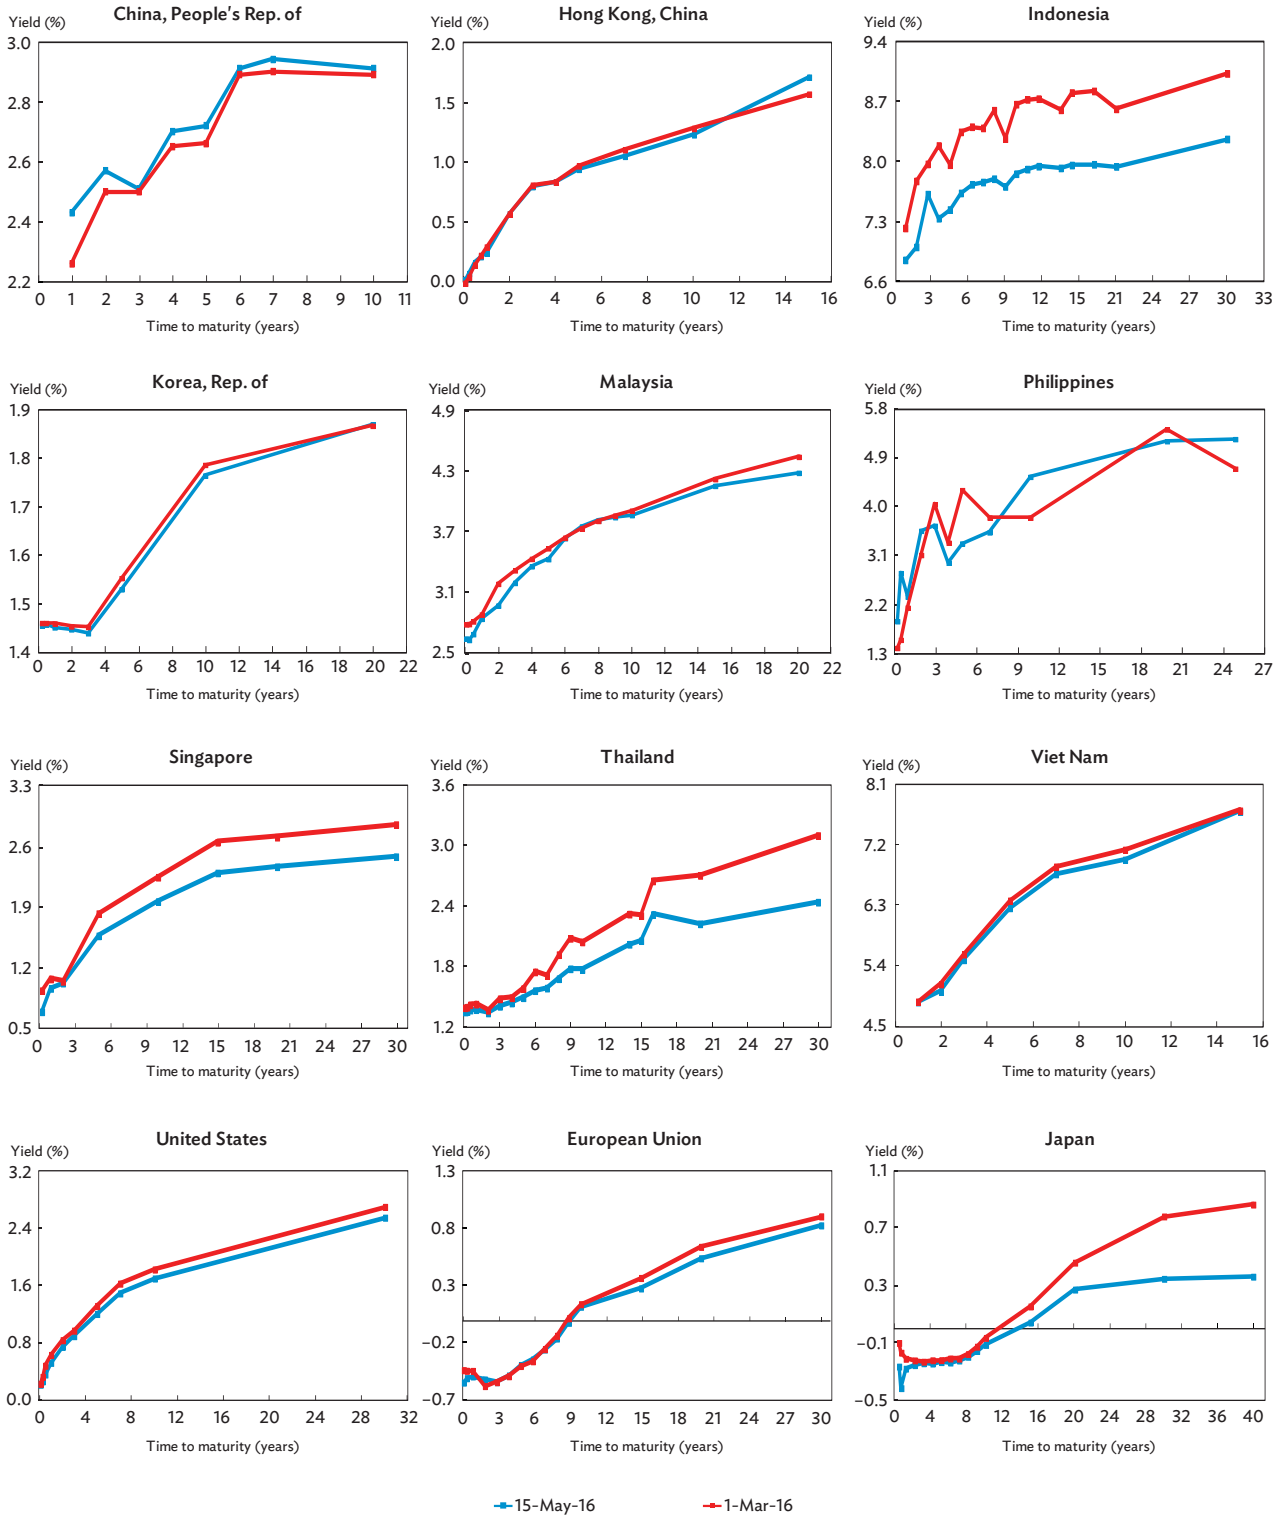 China, People's Rep. of
Yield (%)
3.0
2.8
2.6
2.4
2.2
0 1 2 3 4 5 6 7 8 9 10 11
Time to maturity (years)
Hong Kong, China
Yield (%)
2.0
1.5
1.0
0.5
0.0
0 2 4 6 8 10 12 14 16
Time to maturity (years)
Indonesia
Yield (%)
9.4
8.7
8.0
7.3
6.6
0 3 6 9 12 15 18 21 24 27 30 33
Time to maturity (years)
Korea, Rep. of
Yield (%)
1.9
1.8
1.7
1.6
1.5
1.4
0 2 4 6 8 10 12 14 16 18 20 22
Time to maturity (years)
Malaysia
Yield (%)
4.9
4.3
3.7
3.1
2.5
0 2 4 6 8 10 12 14 16 18 20 22
Time to maturity (years)
Philippines
Yield (%)
5.8
4.9
4.0
3.1
2.2
1.3
0 3 6 9 12 15 18 21 24 27
Time to maturity (years)
Singapore
Yield (%)
3.3
2.6
1.9
1.2
0.5
0 3 6 9 12 15 18 21 24 27 30
Time to maturity (years)
Thailand
Yield (%)
3.6
3.0
2.4
1.8
1.2
0 3 6 9 12 15 18 21 24 27 30
Time to maturity (years)
Viet Nam
Yield (%)
8.1
7.2
6.3
5.4
4.5
0 2 4 6 8 10 12 14 16
Time to maturity (years)
United States
Yield (%)
3.2
2.4
1.6
0.8
0.0
0 4 8 12 16 20 24 28 32
Time to maturity (years)
European Union
Yield (%)
1.3
0.8
0.3
–0.2
–0.7
0 3 6 9 12 15 18 21 24 27 30
Time to maturity (years)
Japan
Yield (%)
1.1
0.7
0.3
–0.1
–0.5
0 4 8 12 16 20 24 28 32 36 40
Time to maturity (years)
15-May-16 1-Mar-16